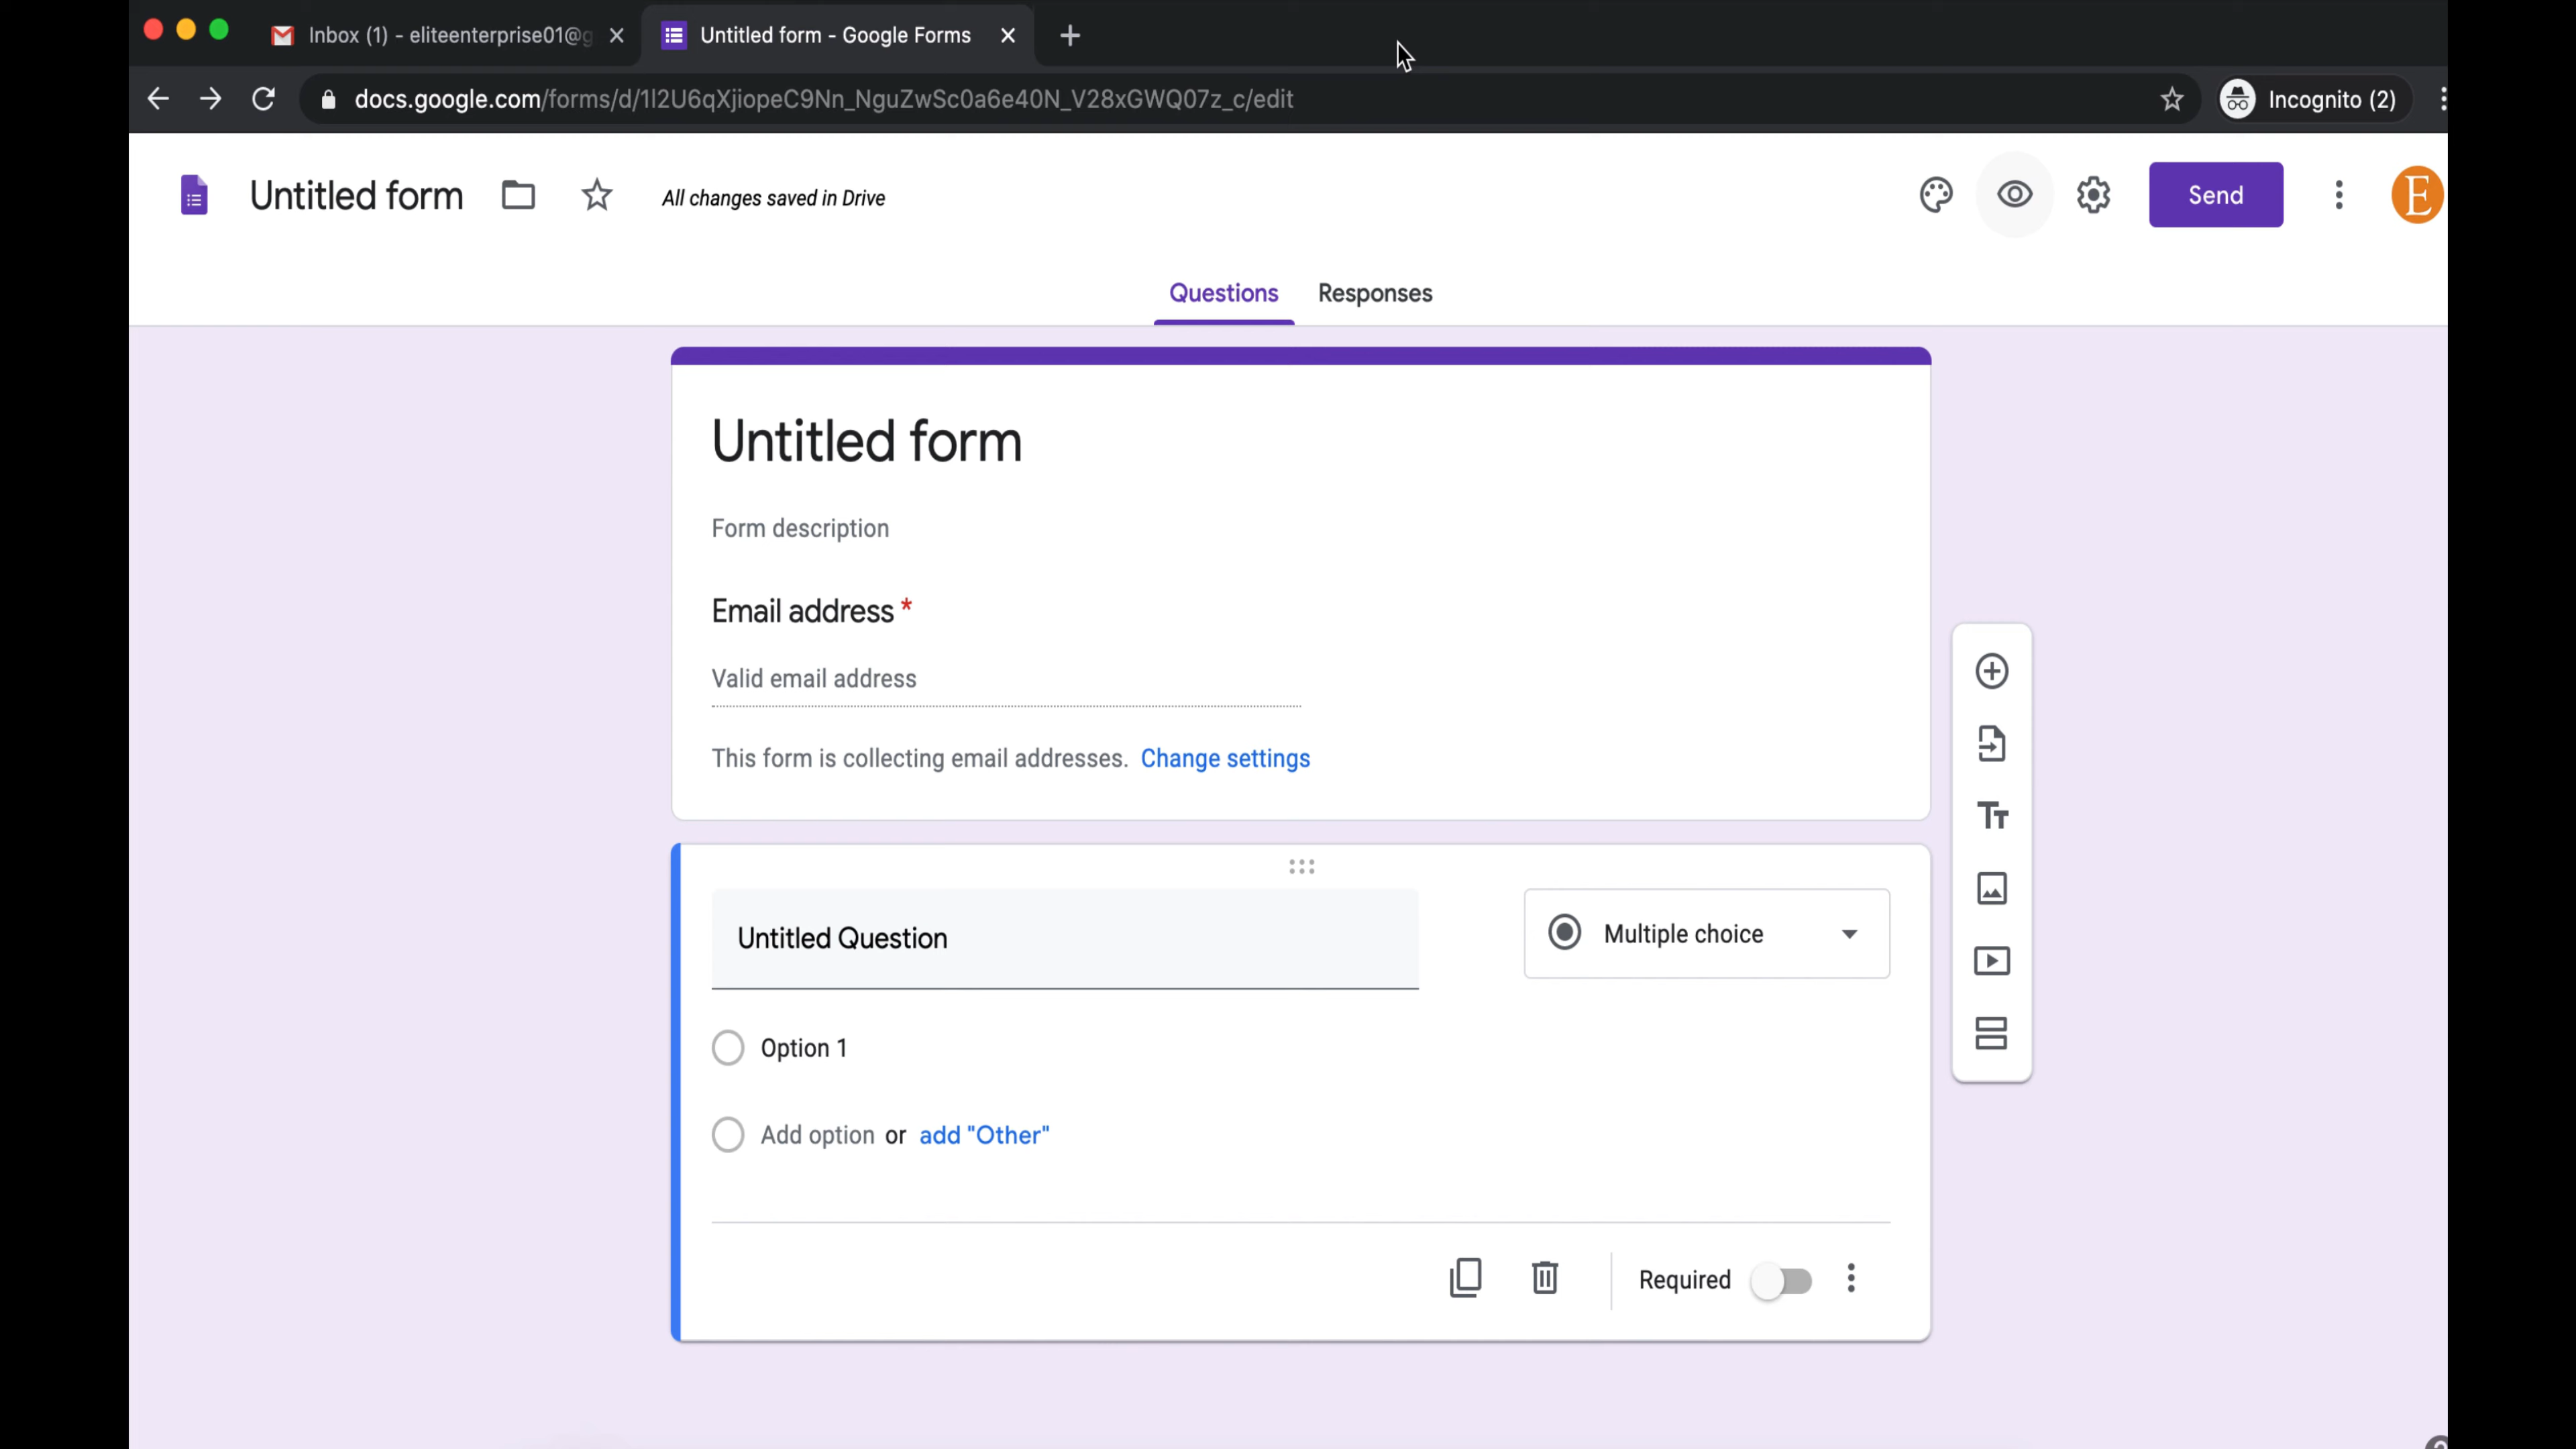 Inbox (1) - eliteenterprise01@g
Untitled form - Google Forms
docs.google.com/forms/d/1l2U6qXjiopeC9Nn_NguZwSc0a6e40N_V28xGWQ07z_c/edit
Incognito (2)
Untitled form
All changes saved in Drive
Send
E
Questions
Responses
Untitled form
Form description
Email address *
Valid email address
This form is collecting email addresses. Change settings
Untitled Question
Multiple choice
Option 1
Add option or add "Other"
Required